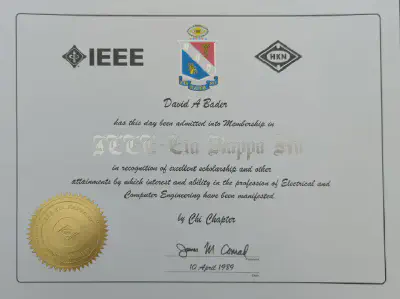 IEEE
HKN
David A Bader
has this day been admitted into Membership in
IEEE-Eta Kappa Nu
in recognition of excellent scholarship and other
attainments by which interest and ability in the profession of Electrical and
Computer Engineering have been manifested.
by Chi Chapter
James M Conrad
10 April 1989